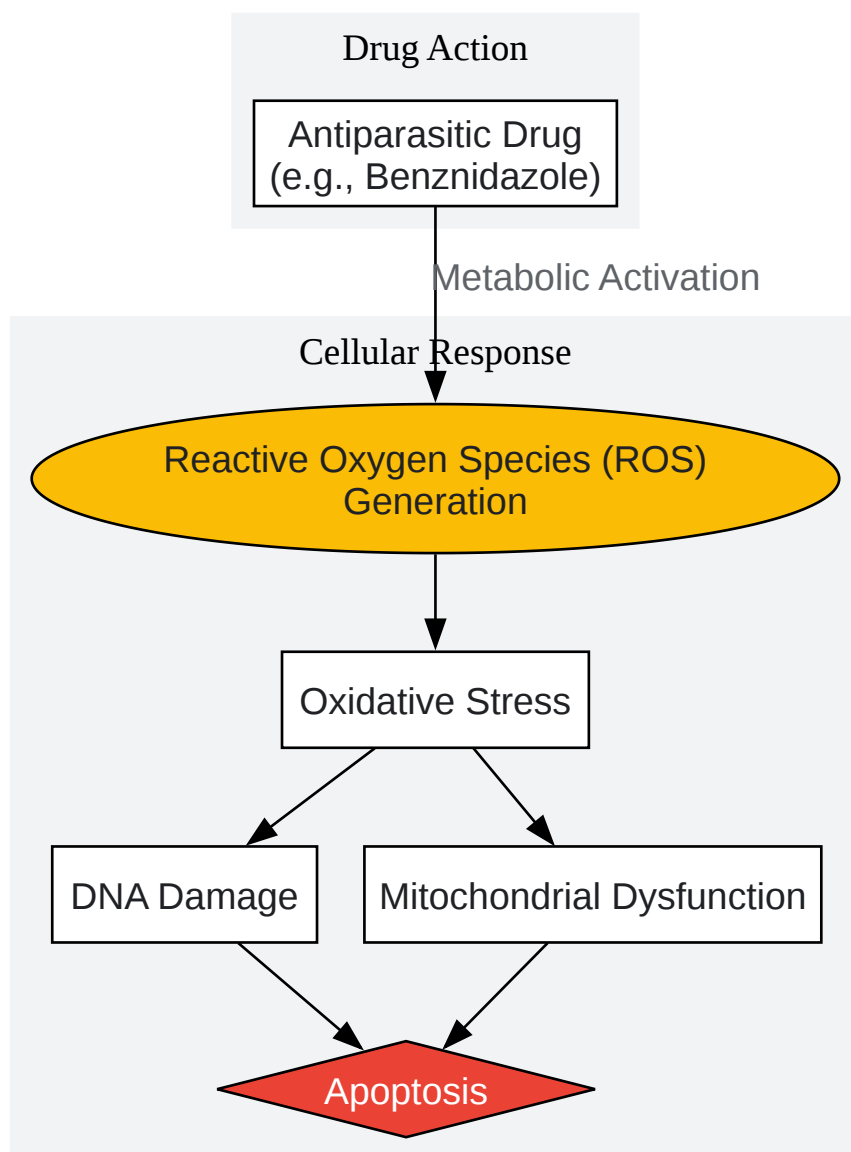 Drug Action
Antiparasitic Drug
(e.g., Benznidazole)
Metabolic Activation
Cellular Response
Reactive Oxygen Species (ROS)
Generation
Oxidative Stress
DNA Damage
Mitochondrial Dysfunction
Apoptosis